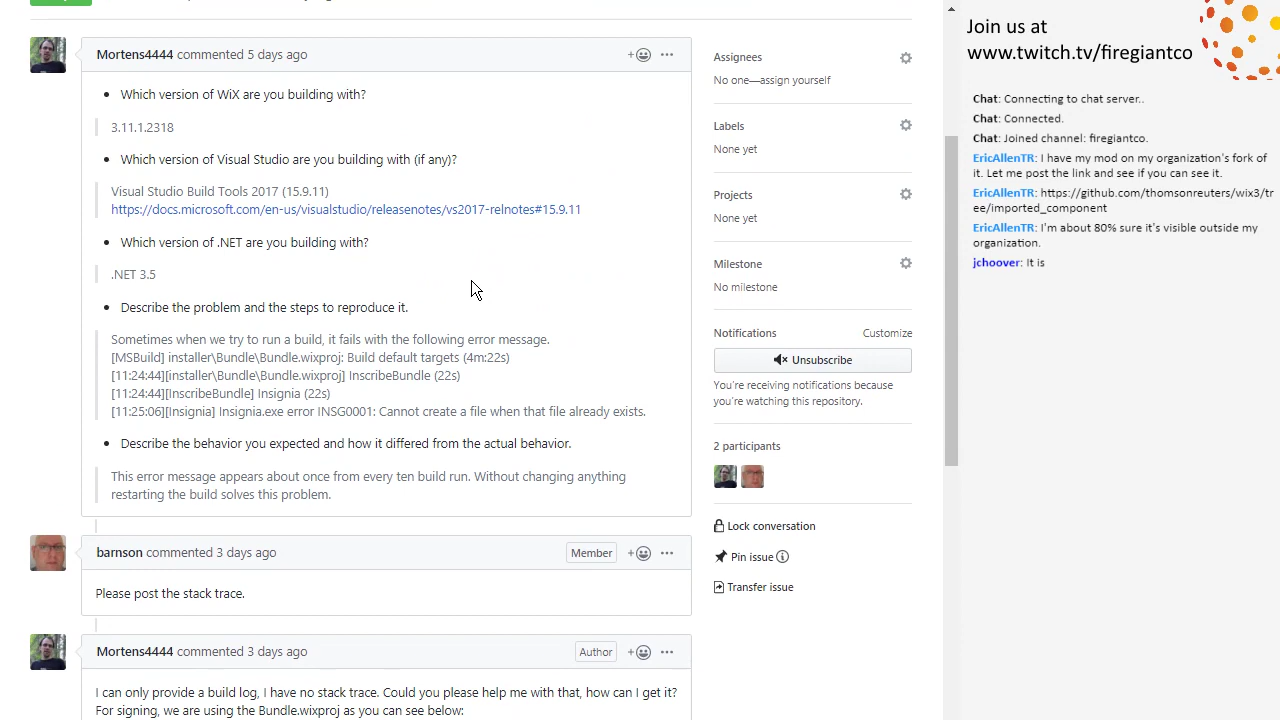 Mortens4444 commented 5 days ago
Which version of WiX are you building with?
3.11.1.2318
Which version of Visual Studio are you building with (if any)?
Visual Studio Build Tools 2017 (15.9.11)
https://docs.microsoft.com/en-us/visualstudio/releasenotes/vs2017-relnotes#15.9.11
Which version of .NET are you building with?
.NET 3.5
Describe the problem and the steps to reproduce it.
Sometimes when we try to run a build, it fails with the following error message.
[MSBuild] installer\Bundle\Bundle.wixproj: Build default targets (4m:22s)
[11:24:44][installer\Bundle\Bundle.wixproj] InscribeBundle (22s)
[11:24:44][InscribeBundle] Insignia (22s)
[11:25:06][Insignia] Insignia.exe error INSG0001: Cannot create a file when that file already exists.
Describe the behavior you expected and how it differed from the actual behavior.
This error message appears about once from every ten build run. Without changing anything
restarting the build solves this problem.
barnson commented 3 days ago
Member
Please post the stack trace.
Mortens4444 commented 3 days ago
Author
I can only provide a build log, I have no stack trace. Could you please help me with that, how can I get it?
For signing, we are using the Bundle.wixproj as you can see below:
Assignees
No one—assign yourself
Labels
None yet
Projects
None yet
Milestone
No milestone
Notifications
Customize
Unsubscribe
You're receiving notifications because
you're watching this repository.
2 participants
Lock conversation
Pin issue
Transfer issue
Join us at
www.twitch.tv/firegiantco
Chat: Connecting to chat server..
Chat: Connected.
Chat: Joined channel: firegiantco.
EricAllenTR: I have my mod on my organization's fork of
it. Let me post the link and see if you can see it.
EricAllenTR: https://github.com/thomsonreuters/wix3/tr
ee/imported_component
EricAllenTR: I'm about 80% sure it's visible outside my
organization.
jchoover: It is